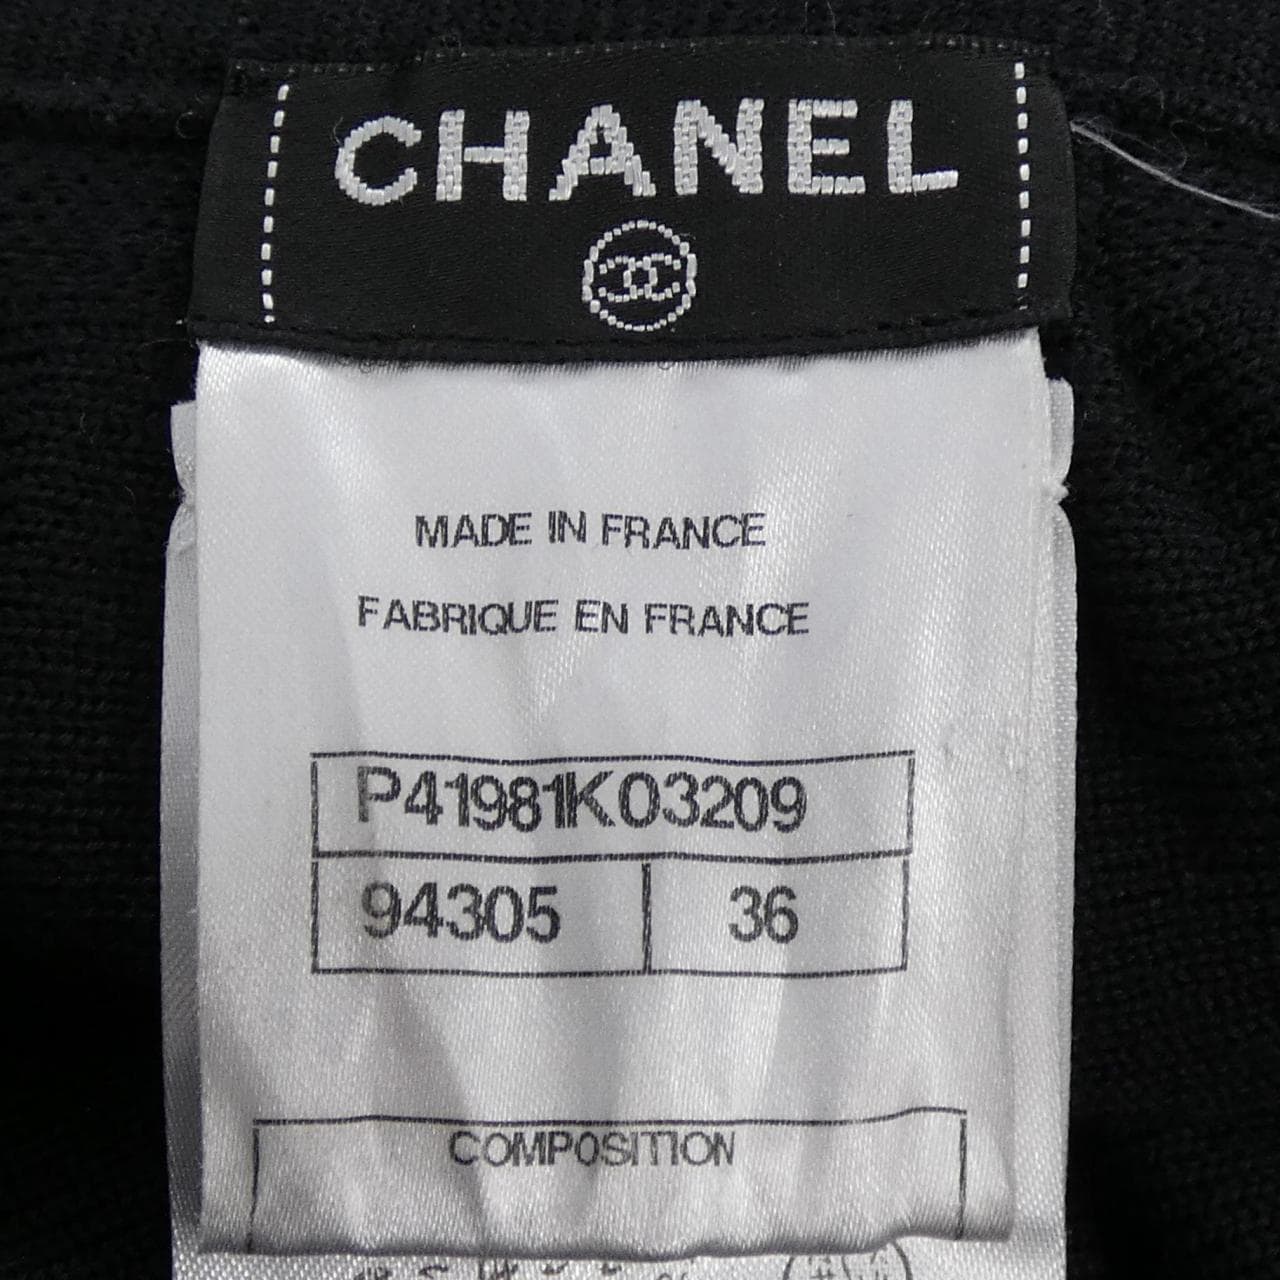 CHANEL
MADE IN FRANCE
FABRIQUE EN FRANCE
P41981K03209
94305 36
COMPOSITION